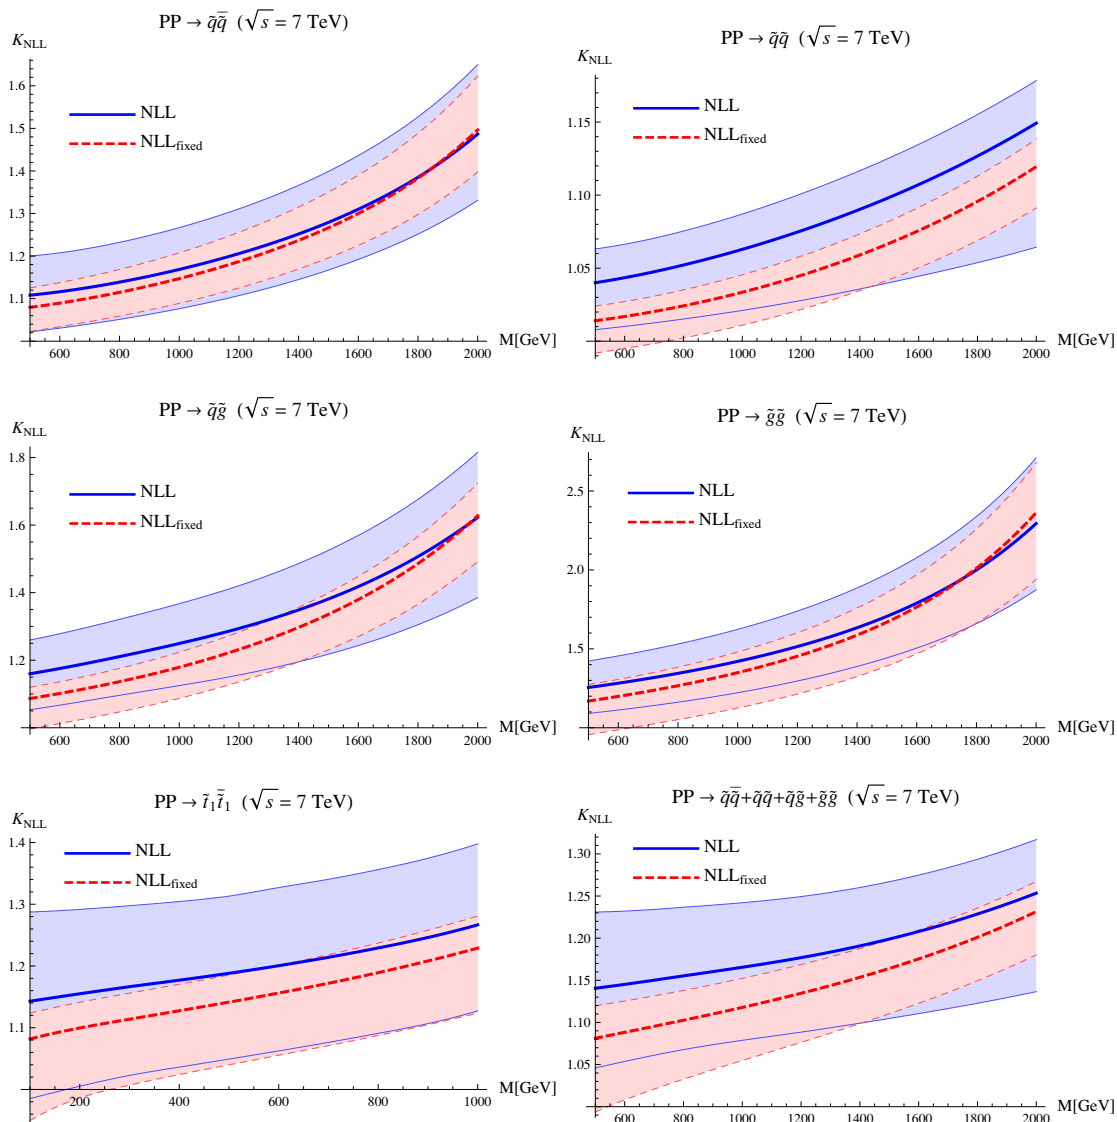 PP → q̃q̃̅ (√s = 7 TeV)
K_NLL
1.6
1.5
1.4
1.3
1.2
1.1
NLL
NLL_fixed
600 800 1000 1200 1400 1600 1800 2000 M[GeV]
PP → q̃q̃ (√s = 7 TeV)
K_NLL
1.15
1.10
1.05
NLL
NLL_fixed
600 800 1000 1200 1400 1600 1800 2000 M[GeV]
PP → q̃g̃ (√s = 7 TeV)
K_NLL
1.8
1.6
1.4
1.2
NLL
NLL_fixed
600 800 1000 1200 1400 1600 1800 2000 M[GeV]
PP → g̃g̃ (√s = 7 TeV)
K_NLL
2.5
2.0
1.5
NLL
NLL_fixed
600 800 1000 1200 1400 1600 1800 2000 M[GeV]
PP → t̃₁t̃̅₁ (√s = 7 TeV)
K_NLL
1.4
1.3
1.2
1.1
NLL
NLL_fixed
200 400 600 800 1000 M[GeV]
PP → q̃q̃̅+q̃q̃+q̃g̃+g̃g̃ (√s = 7 TeV)
K_NLL
1.30
1.25
1.20
1.15
1.10
1.05
NLL
NLL_fixed
600 800 1000 1200 1400 1600 1800 2000 M[GeV]